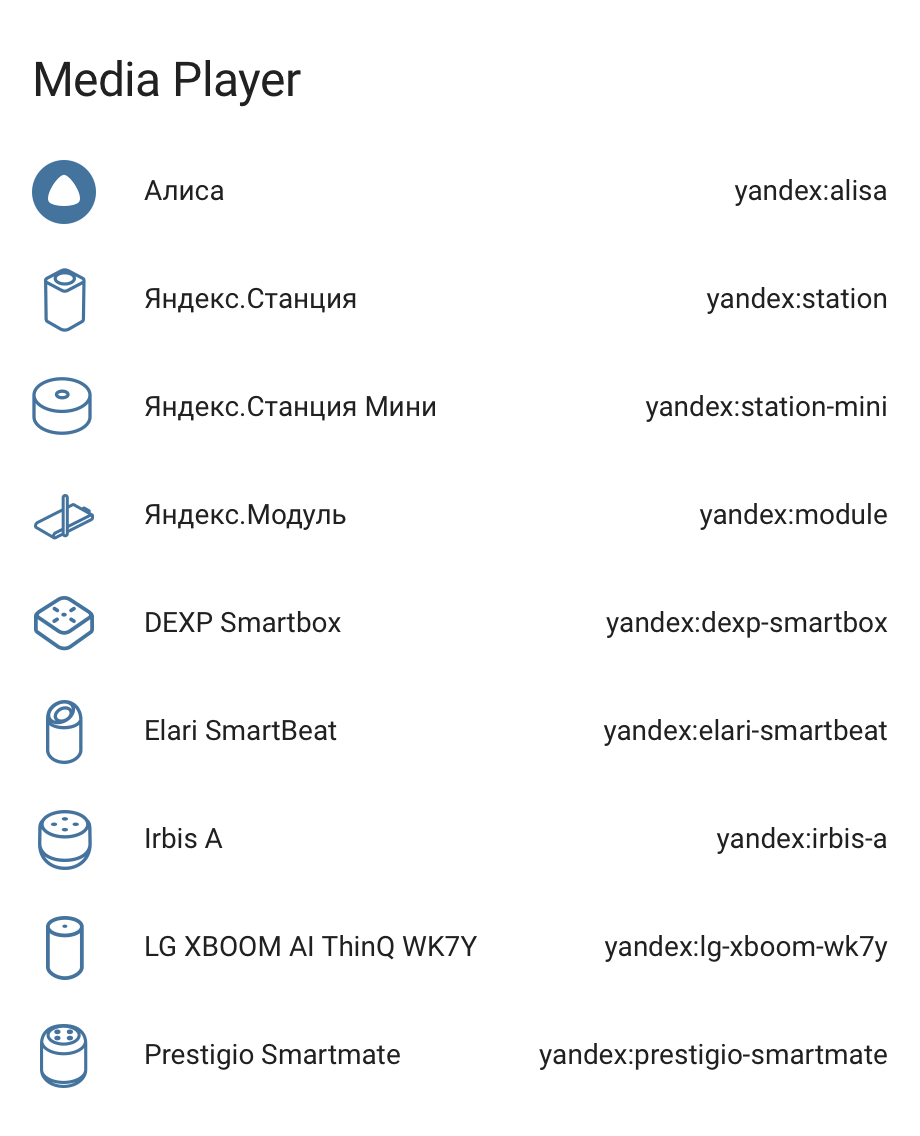 Media Player
Алиса yandex:alisa
Яндекс.Станция yandex:station
Яндекс.Станция Мини yandex:station-mini
Яндекс.Модуль yandex:module
DEXP Smartbox yandex:dexp-smartbox
Elari SmartBeat yandex:elari-smartbeat
Irbis A yandex:irbis-a
LG XBOOM AI ThinQ WK7Y yandex:lg-xboom-wk7y
Prestigio Smartmate yandex:prestigio-smartmate